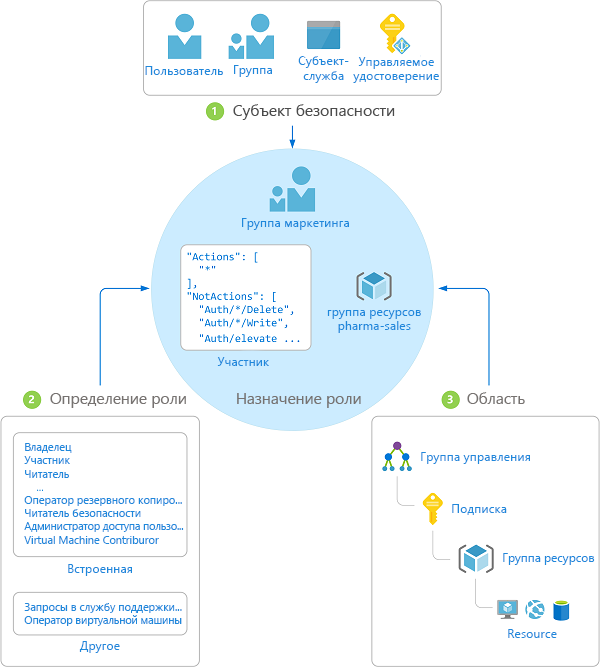 Пользователь
Группа
Субъект-
служба
Управляемое
удостоверение
1 Субъект безопасности
Группа маркетинга
"Actions": [
"*"
],
"NotActions": [
"Auth/*/Delete",
"Auth/*/Write",
"Auth/elevate ...
Участник
группа ресурсов
pharma-sales
Назначение роли
2 Определение роли
Владелец
Участник
Читатель
...
Оператор резервного копиро...
Читатель безопасности
Администратор доступа пользо...
Virtual Machine Contriburor
Встроенная
Запросы в службу поддержки...
Оператор виртуальной машины
Другое
3 Область
Группа управления
Подписка
Группа ресурсов
Resource